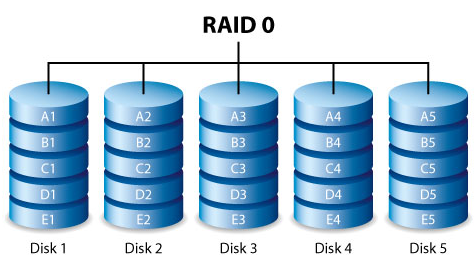 RAID 0
A1 A2 A3 A4 A5
B1 B2 B3 B4 B5
C1 C2 C3 C4 C5
D1 D2 D3 D4 D5
E1 E2 E3 E4 E5
Disk 1 Disk 2 Disk 3 Disk 4 Disk 5